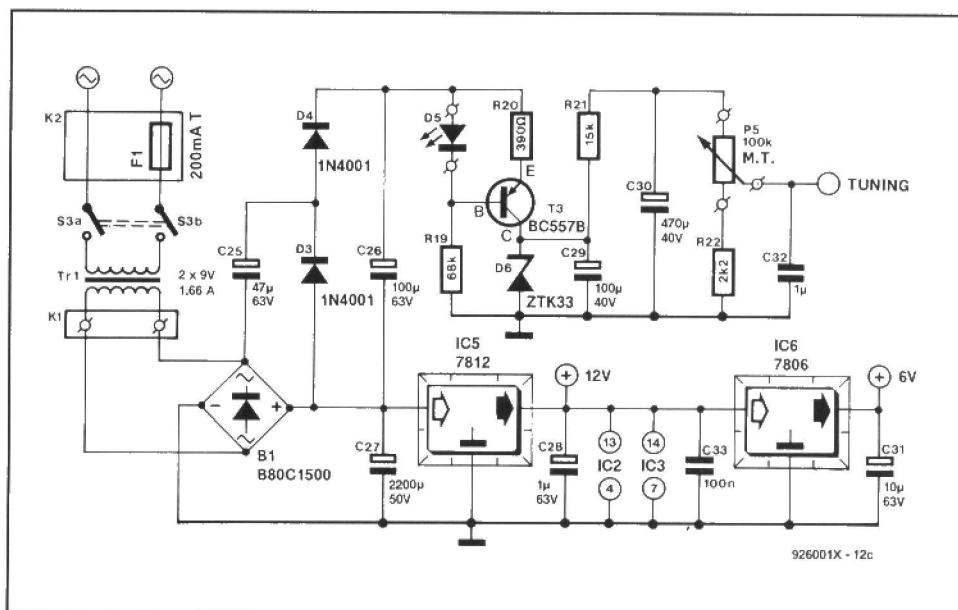 K2
F1
200mA T
S3a
S3b
Tr1
2 x 9V
1.66 A
K1
D4
1N4001
C25
47µ
63V
D3
1N4001
C26
100µ
63V
D5
R20
390Ω
E
B
T3
BC557B
C
R19
68k
D6
ZTK33
C29
100µ
40V
R21
15k
C30
470µ
40V
P5
100k
M.T.
TUNING
R22
2k2
C32
1µ
B1
B80C1500
C27
2200µ
50V
IC5
7812
12V
C28
1µ
63V
13
IC2
4
14
IC3
7
C33
100n
IC6
7806
6V
C31
10µ
63V
926001X - 12c